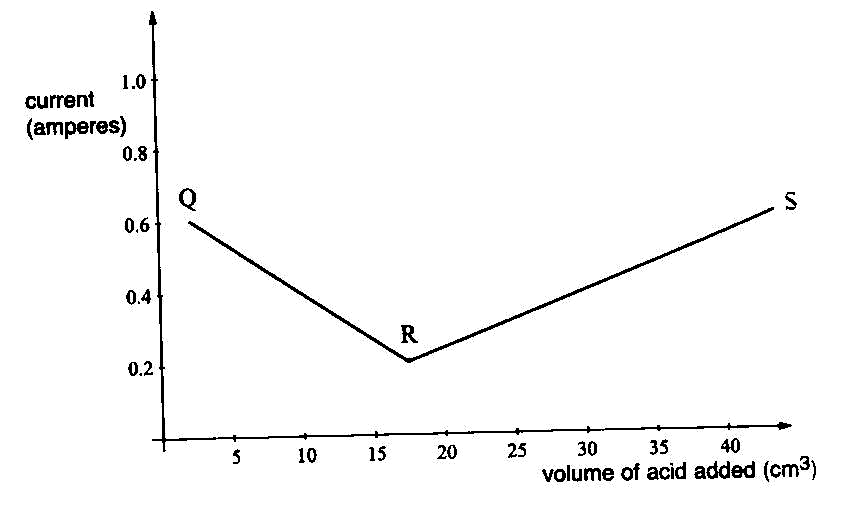 1.0
current
(amperes)
0.8
Q
S
0.6
0.4
R
0.2
5 10 15 20 25 30 35 40
volume of acid added (cm³)